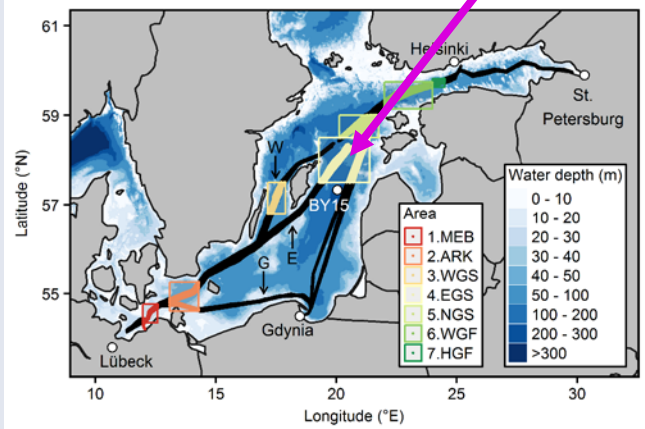 61
59
57
55
Latitude (°N)
10
15
20
25
30
Longitude (°E)
Helsinki
St.
Petersburg
W
BY15
E
G
Gdynia
Lübeck
Area
1.MEB
2.ARK
3.WGS
4.EGS
5.NGS
6.WGF
7.HGF
Water depth (m)
0 - 10
10 - 20
20 - 30
30 - 40
40 - 50
50 - 100
100 - 200
200 - 300
>300